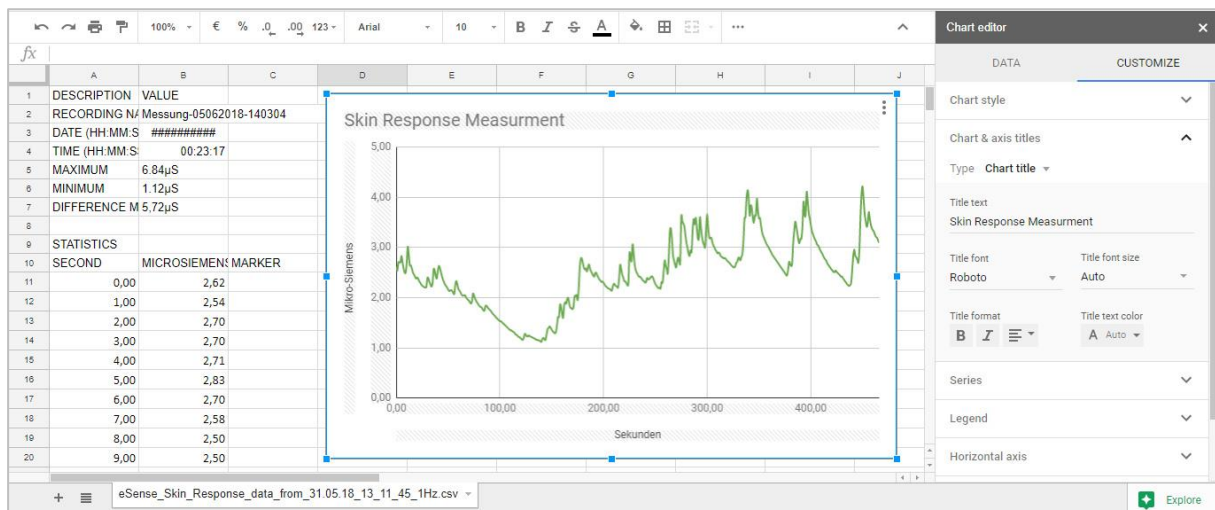 100% € % .0 .00 123 Arial 10 B I S A
Chart editor
fx
DATA CUSTOMIZE
A B C D E F G H I J
1 DESCRIPTION VALUE
2 RECORDING NA Messung-05062018-140304
3 DATE (HH:MM:S ##########
4 TIME (HH:MM:S 00:23:17
5 MAXIMUM 6.84µS
6 MINIMUM 1.12µS
7 DIFFERENCE M 5,72µS
8
9 STATISTICS
10 SECOND MICROSIEMENS MARKER
11 0,00 2,62
12 1,00 2,54
13 2,00 2,70
14 3,00 2,70
15 4,00 2,71
16 5,00 2,83
17 6,00 2,70
18 7,00 2,58
19 8,00 2,50
20 9,00 2,50
Skin Response Measurment
5,00
4,00
3,00
2,00
1,00
0,00
Mikro-Siemens
0,00 100,00 200,00 300,00 400,00
Sekunden
Chart style
Chart & axis titles
Type Chart title
Title text
Skin Response Measurment
Title font Title font size
Roboto Auto
Title format Title text color
B I A Auto
Series
Legend
Horizontal axis
+ eSense_Skin_Response_data_from_31.05.18_13_11_45_1Hz.csv
Explore